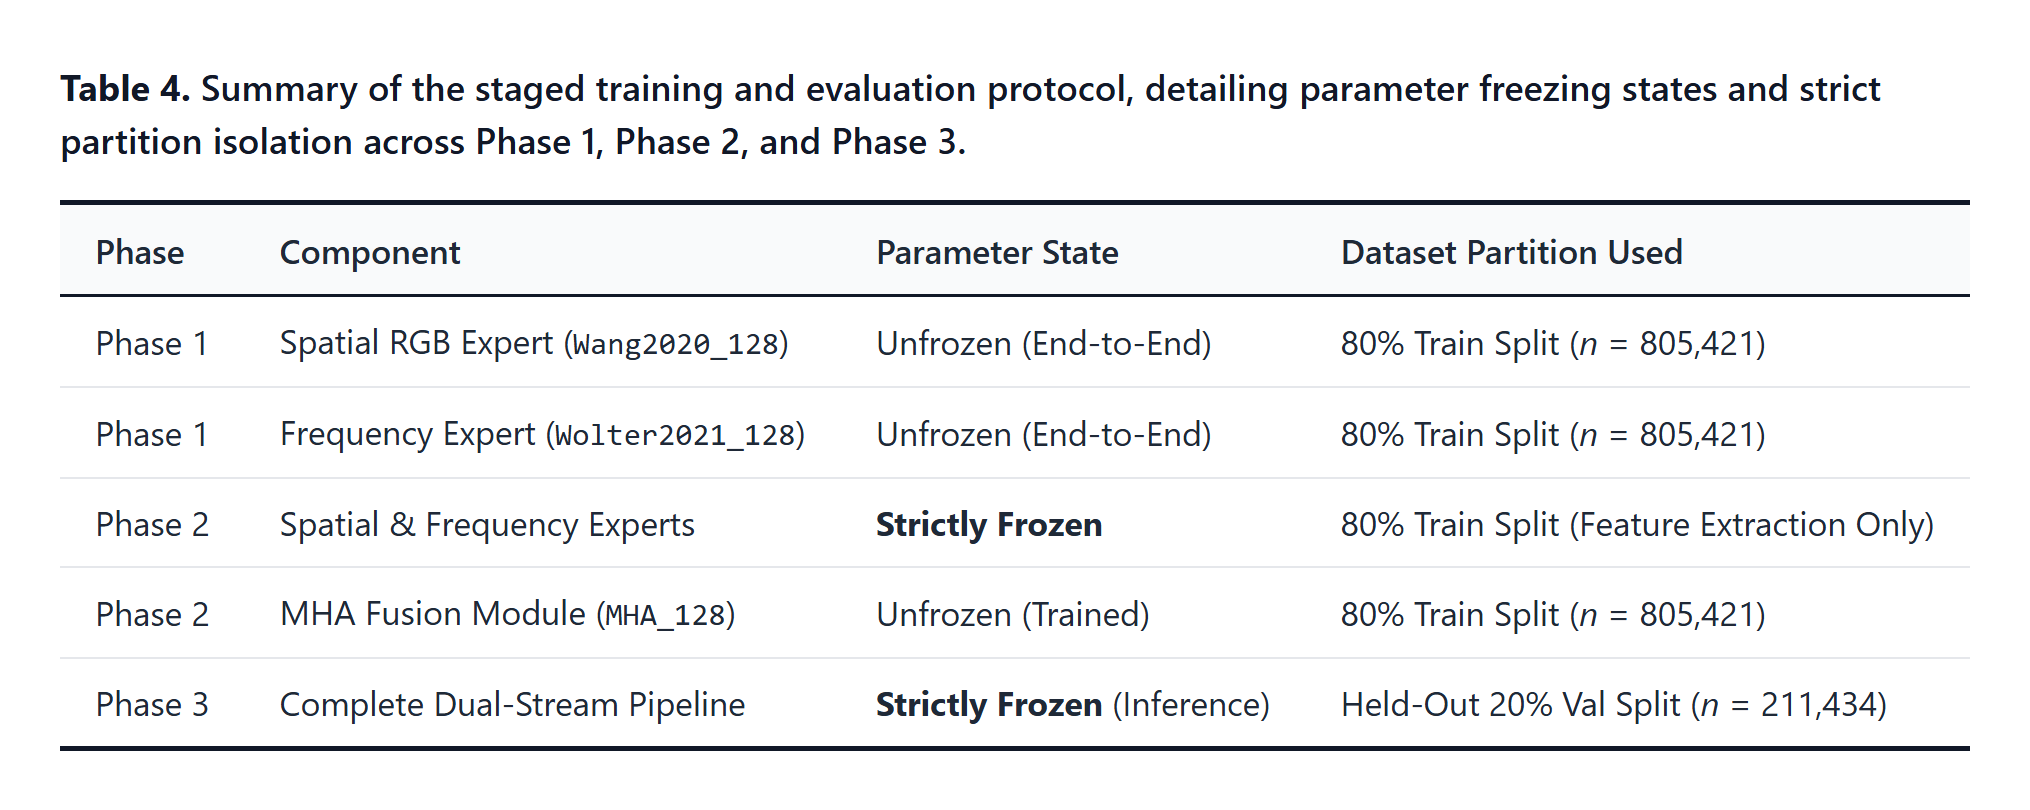 Table 4. Summary of the staged training and evaluation protocol, detailing parameter freezing states and strict
partition isolation across Phase 1, Phase 2, and Phase 3.
Phase Component Parameter State Dataset Partition Used
Phase 1 Spatial RGB Expert (Wang2020_128) Unfrozen (End-to-End) 80% Train Split (n = 805,421)
Phase 1 Frequency Expert (Wolter2021_128) Unfrozen (End-to-End) 80% Train Split (n = 805,421)
Phase 2 Spatial & Frequency Experts Strictly Frozen 80% Train Split (Feature Extraction Only)
Phase 2 MHA Fusion Module (MHA_128) Unfrozen (Trained) 80% Train Split (n = 805,421)
Phase 3 Complete Dual-Stream Pipeline Strictly Frozen (Inference) Held-Out 20% Val Split (n = 211,434)